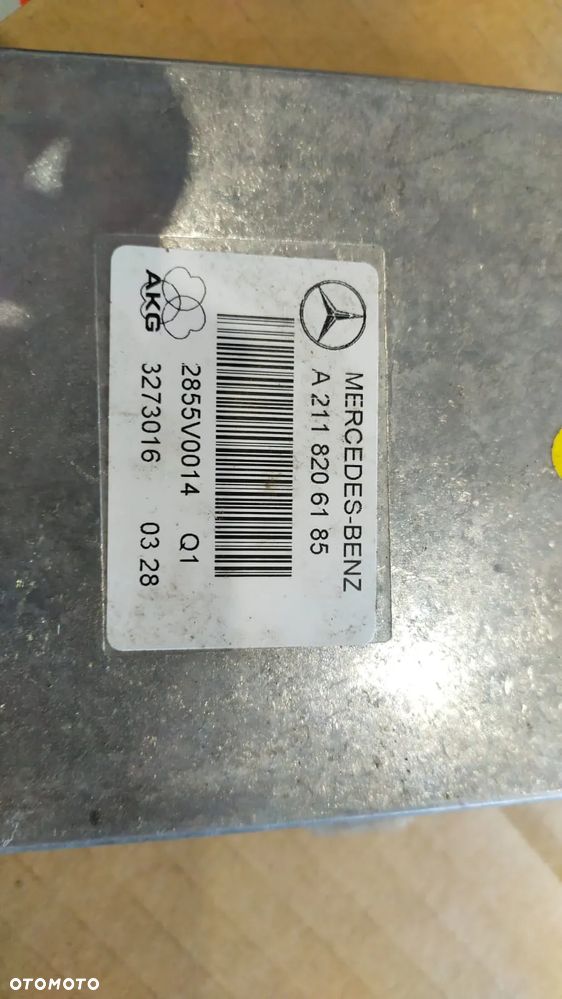 MERCEDES-BENZ
A 211 820 61 85
2855V0014 Q1
AKG 3273016 03 28
OTOMOTO